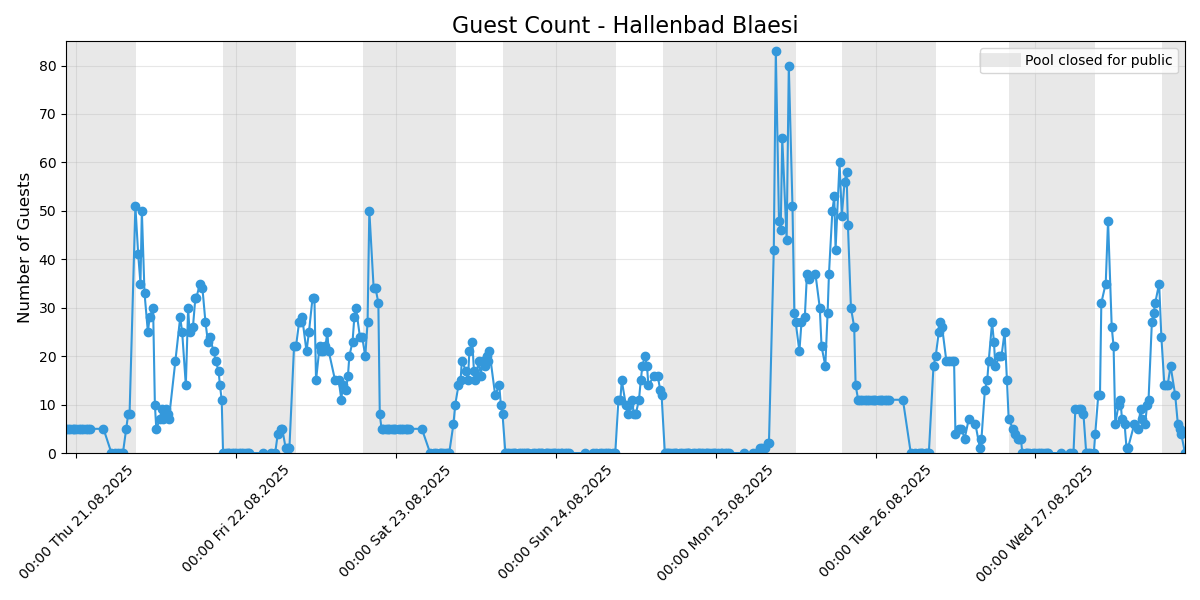 Guest Count - Hallenbad Blaesi
Pool closed for public
Number of Guests
80
70
60
50
40
30
20
10
0
00:00 Thu 21.08.2025
00:00 Fri 22.08.2025
00:00 Sat 23.08.2025
00:00 Sun 24.08.2025
00:00 Mon 25.08.2025
00:00 Tue 26.08.2025
00:00 Wed 27.08.2025